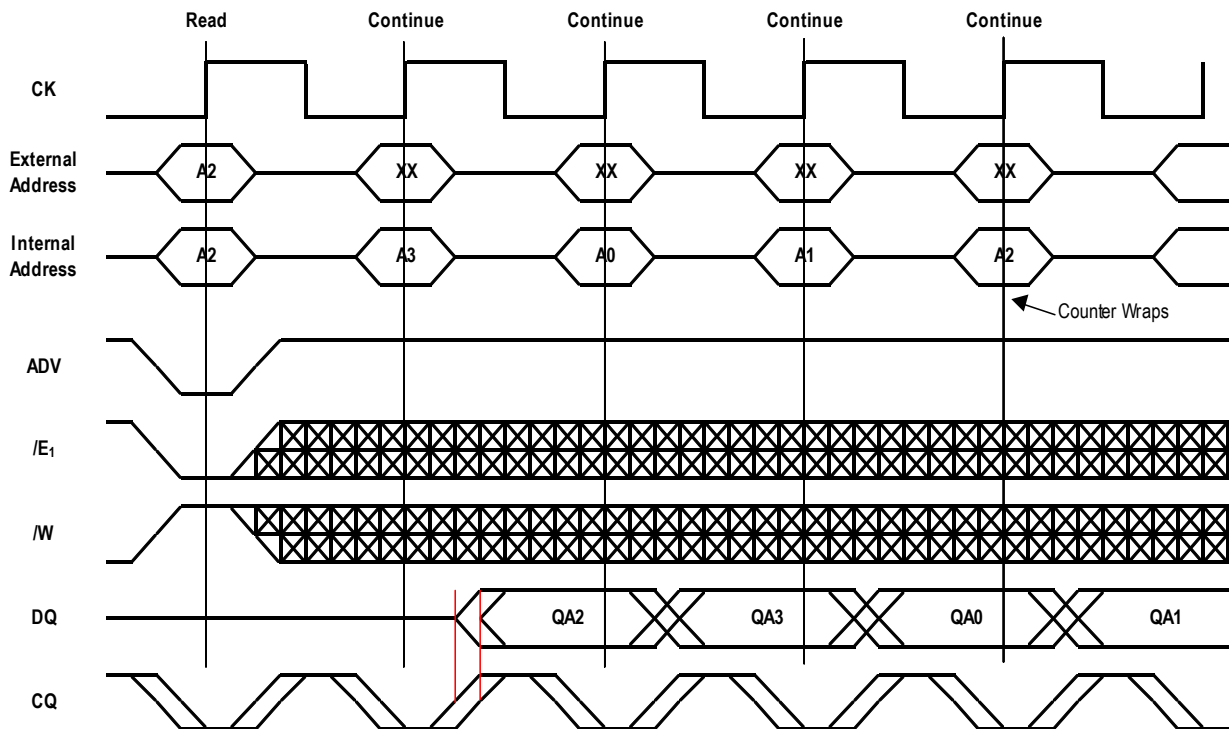 Read Continue Continue Continue Continue
CK
External
Address
A2 XX XX XX XX
Internal
Address
A2 A3 A0 A1 A2
Counter Wraps
ADV
/E1
/W
DQ
QA2 QA3 QA0 QA1
CQ